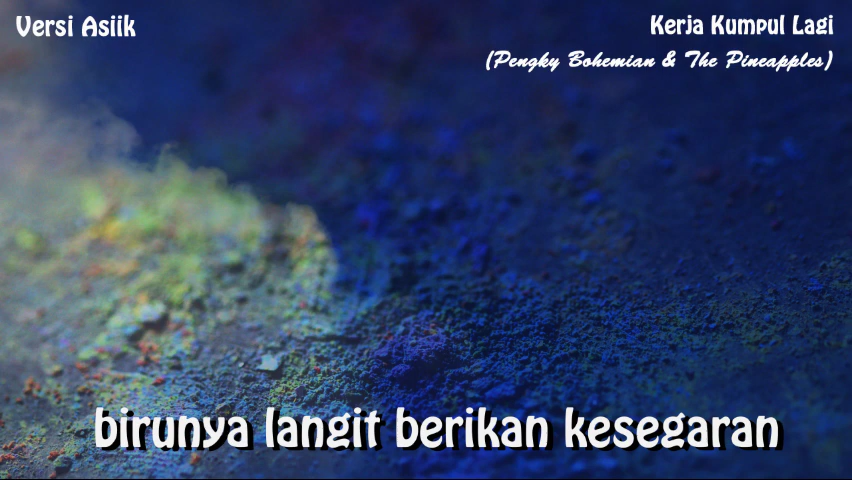 Versi Asiik
Kerja Kumpul Lagi
(Pengky Bohemian & The Pineapples)
birunya langit berikan kesegaran